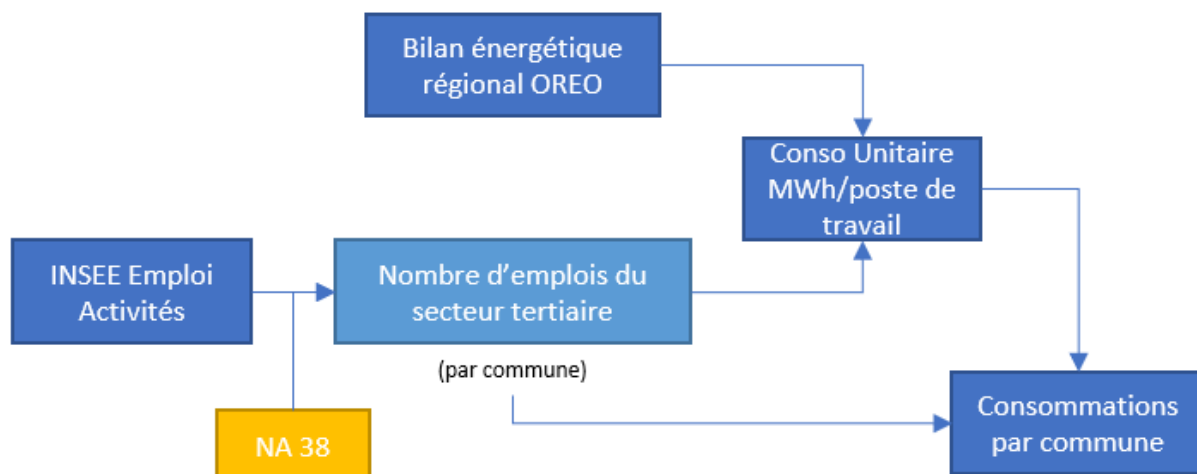 Bilan énergétique
régional OREO
Conso Unitaire
MWh/poste de
travail
INSEE Emploi
Activités
Nombre d’emplois du
secteur tertiaire
(par commune)
NA 38
Consommations
par commune